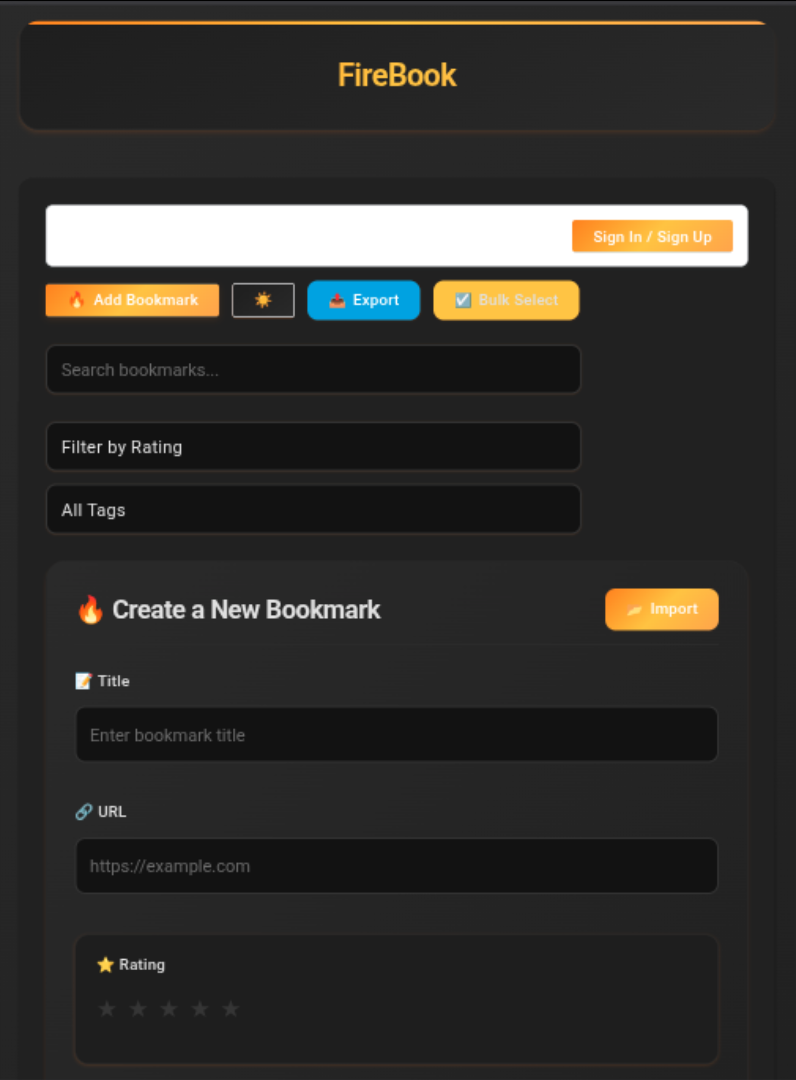 FireBook
Sign In / Sign Up
🔥 Add Bookmark ☀️ 📤 Export ☑️ Bulk Select
Search bookmarks...
Filter by Rating
All Tags
🔥 Create a New Bookmark 📂 Import
📝 Title
Enter bookmark title
🔗 URL
https://example.com
⭐ Rating
★ ★ ★ ★ ★